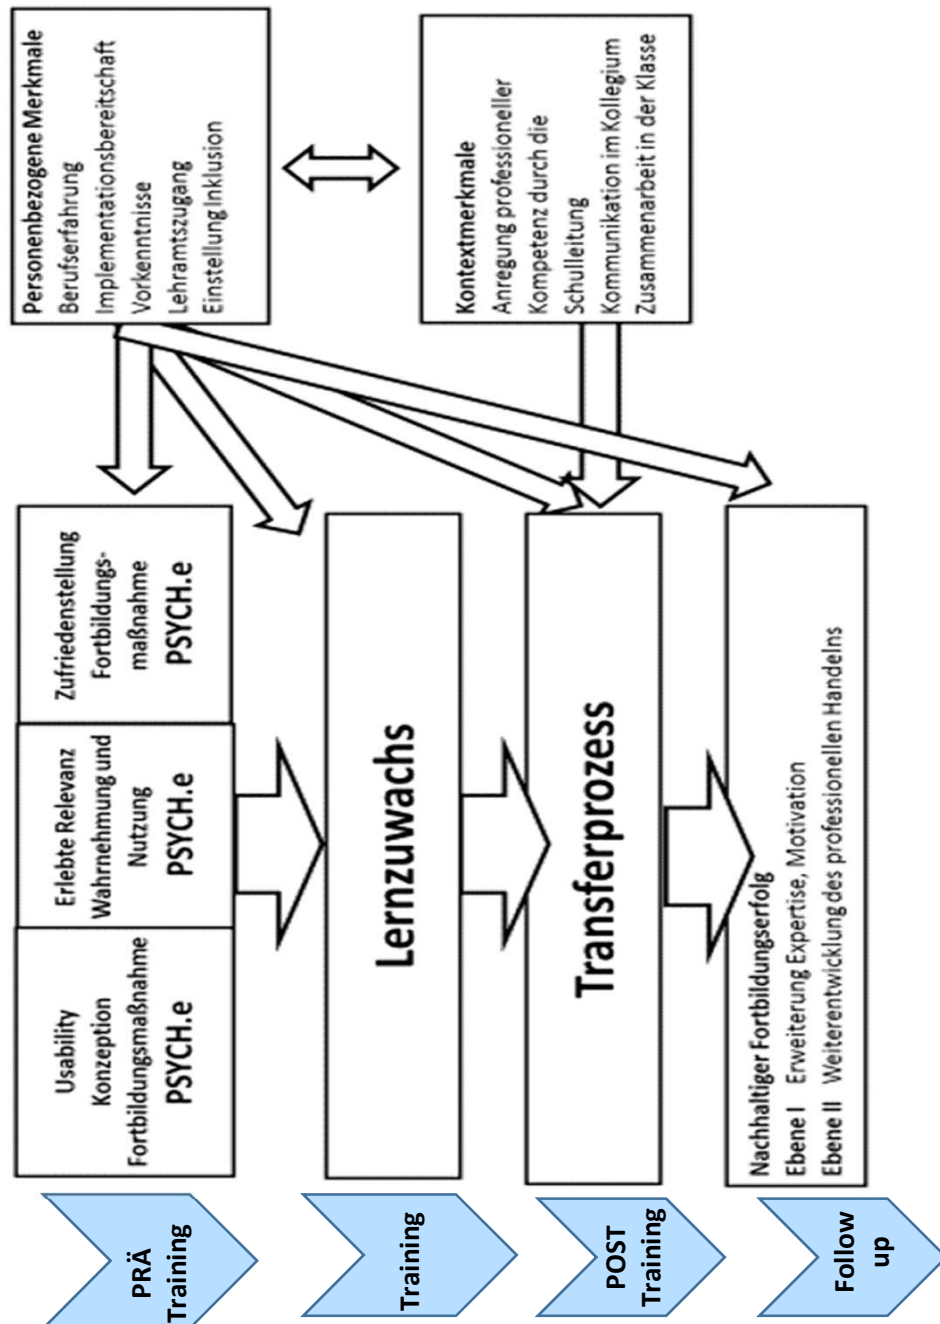 PRÄ
Training
Usability
Konzeption
Fortbildungsmaßnahme
PSYCH.e
Erlebte Relevanz
Wahrnehmung und
Nutzung
PSYCH.e
Zufriedenstellung
Fortbildungs-
maßnahme
PSYCH.e
Personenbezogene Merkmale
Berufserfahrung
Implementationsbereitschaft
Vorkenntnisse
Lehramtszugang
Einstellung Inklusion
Training
Lernzuwachs
POST
Training
Transferprozess
Kontextmerkmale
Anregung professioneller
Kompetenz durch die
Schulleitung
Kommunikation im Kollegium
Zusammenarbeit in der Klasse
Follow
up
Nachhaltiger Fortbildungserfolg
Ebene I Erweiterung Expertise, Motivation
Ebene II Weiterentwicklung des professionellen Handelns